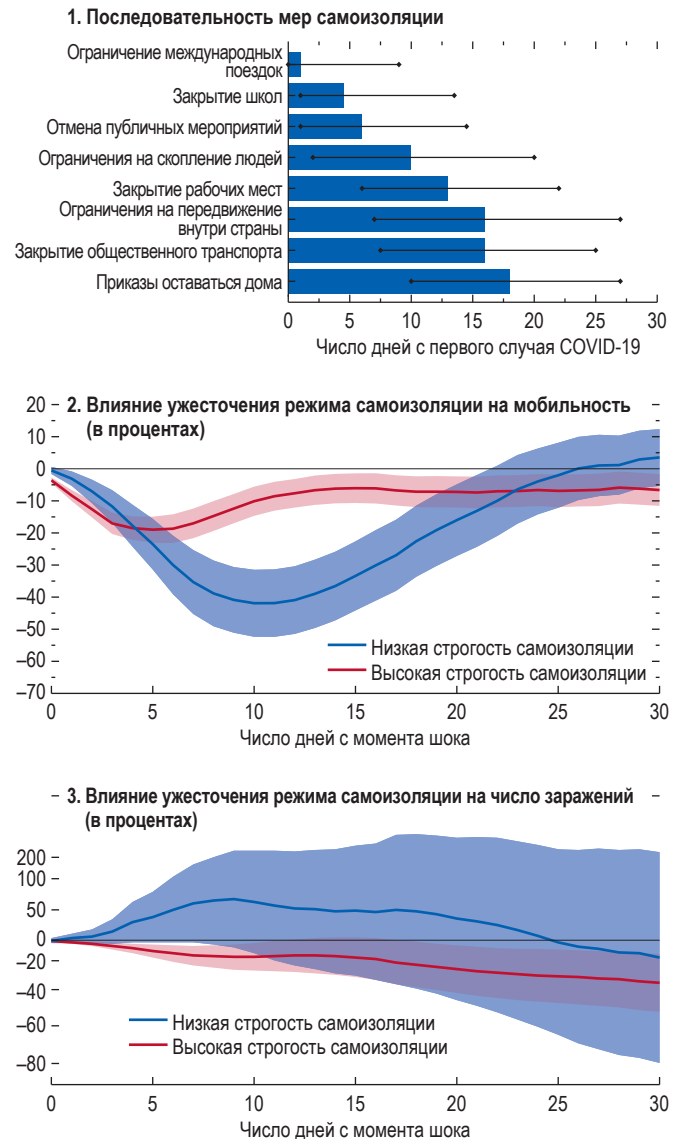 1. Последовательность мер самоизоляции
Ограничение международных
поездок
Закрытие школ
Отмена публичных мероприятий
Ограничения на скопление людей
Закрытие рабочих мест
Ограничения на передвижение
внутри страны
Закрытие общественного транспорта
Приказы оставаться дома
0 5 10 15 20 25 30
Число дней с первого случая COVID-19
2. Влияние ужесточения режима самоизоляции на мобильность
(в процентах)
20
10
0
–10
–20
–30
–40
–50
–60
–70
Низкая строгость самоизоляции
Высокая строгость самоизоляции
0 5 10 15 20 25 30
Число дней с момента шока
3. Влияние ужесточения режима самоизоляции на число заражений
(в процентах)
200
100
50
0
–20
–40
–60
–80
Низкая строгость самоизоляции
Высокая строгость самоизоляции
0 5 10 15 20 25 30
Число дней с момента шока